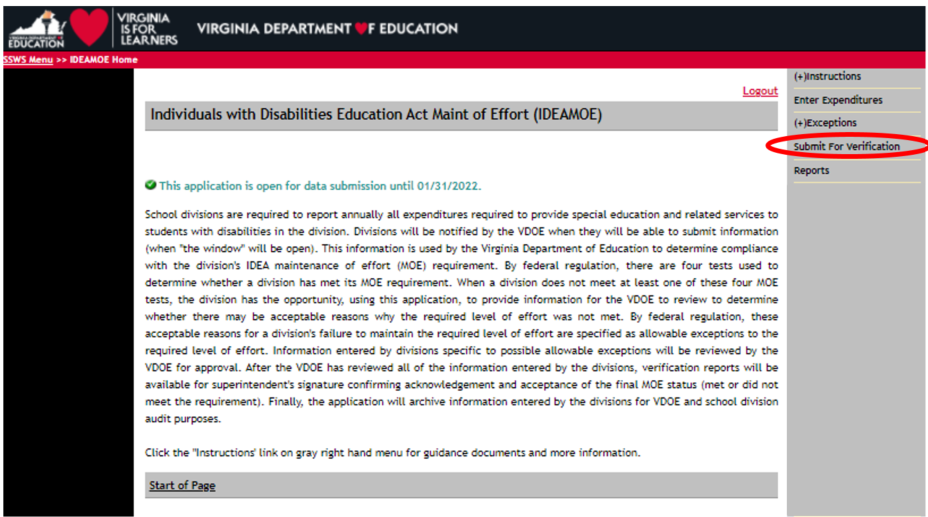 VIRGINIA
IS FOR
LEARNERS
VIRGINIA DEPARTMENT F EDUCATION
EDUCATION
SSWS Menu >> IDEAMOE Home
Logout
Individuals with Disabilities Education Act Maint of Effort (IDEAMOE)
This application is open for data submission until 01/31/2022.
School divisions are required to report annually all expenditures required to provide special education and related services to
students with disabilities in the division. Divisions will be notified by the VDOE when they will be able to submit information
(when "the window" will be open). This information is used by the Virginia Department of Education to determine compliance
with the division's IDEA maintenance of effort (MOE) requirement. By federal regulation, there are four tests used to
determine whether a division has met its MOE requirement. When a division does not meet at least one of these four MOE
tests, the division has the opportunity, using this application, to provide information for the VDOE to review to determine
whether there may be acceptable reasons why the required level of effort was not met. By federal regulation, these
acceptable reasons for a division's failure to maintain the required level of effort are specified as allowable exceptions to the
required level of effort. Information entered by divisions specific to possible allowable exceptions will be reviewed by the
VDOE for approval. After the VDOE has reviewed all of the information entered by the divisions, verification reports will be
available for superintendent's signature confirming acknowledgement and acceptance of the final MOE status (met or did not
meet the requirement). Finally, the application will archive information entered by the divisions for VDOE and school division
audit purposes.
Click the "Instructions' link on gray right hand menu for guidance documents and more information.
Start of Page
(+)Instructions
Enter Expenditures
(+)Exceptions
Submit For Verification
Reports